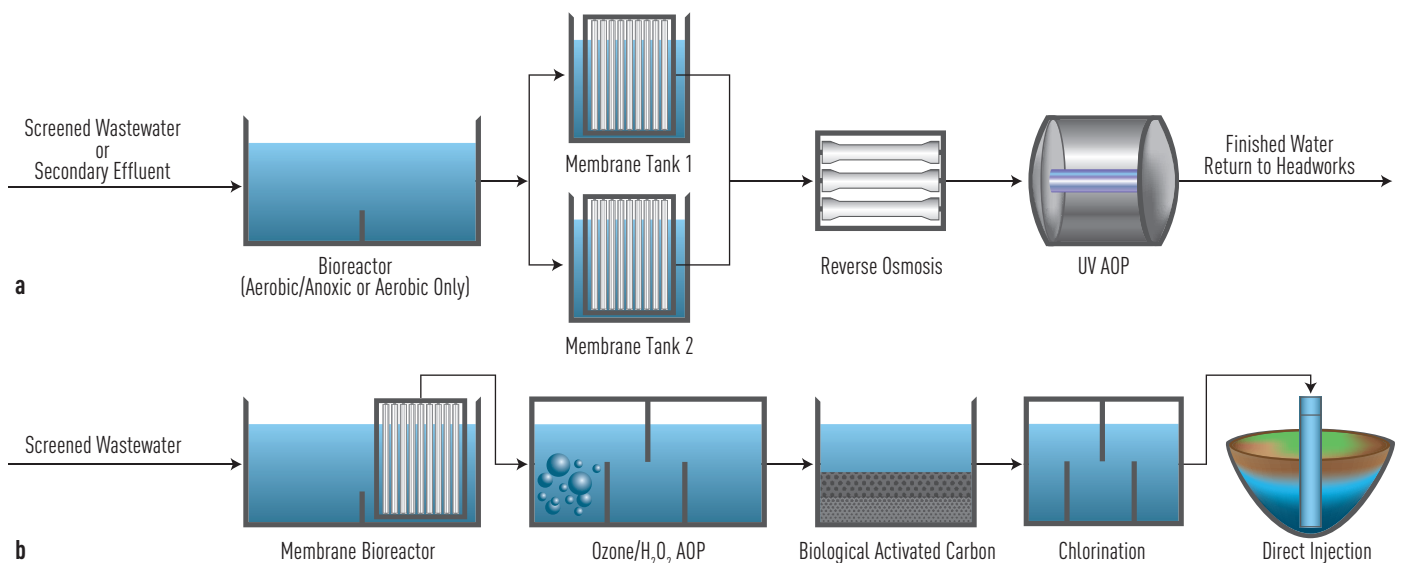 Screened Wastewater
or
Secondary Effluent
Bioreactor
(Aerobic/Anoxic or Aerobic Only)
Membrane Tank 1
Membrane Tank 2
Reverse Osmosis
UV AOP
Finished Water
Return to Headworks
a
Screened Wastewater
Membrane Bioreactor
Ozone/H₂O₂ AOP
Biological Activated Carbon
Chlorination
Direct Injection
b